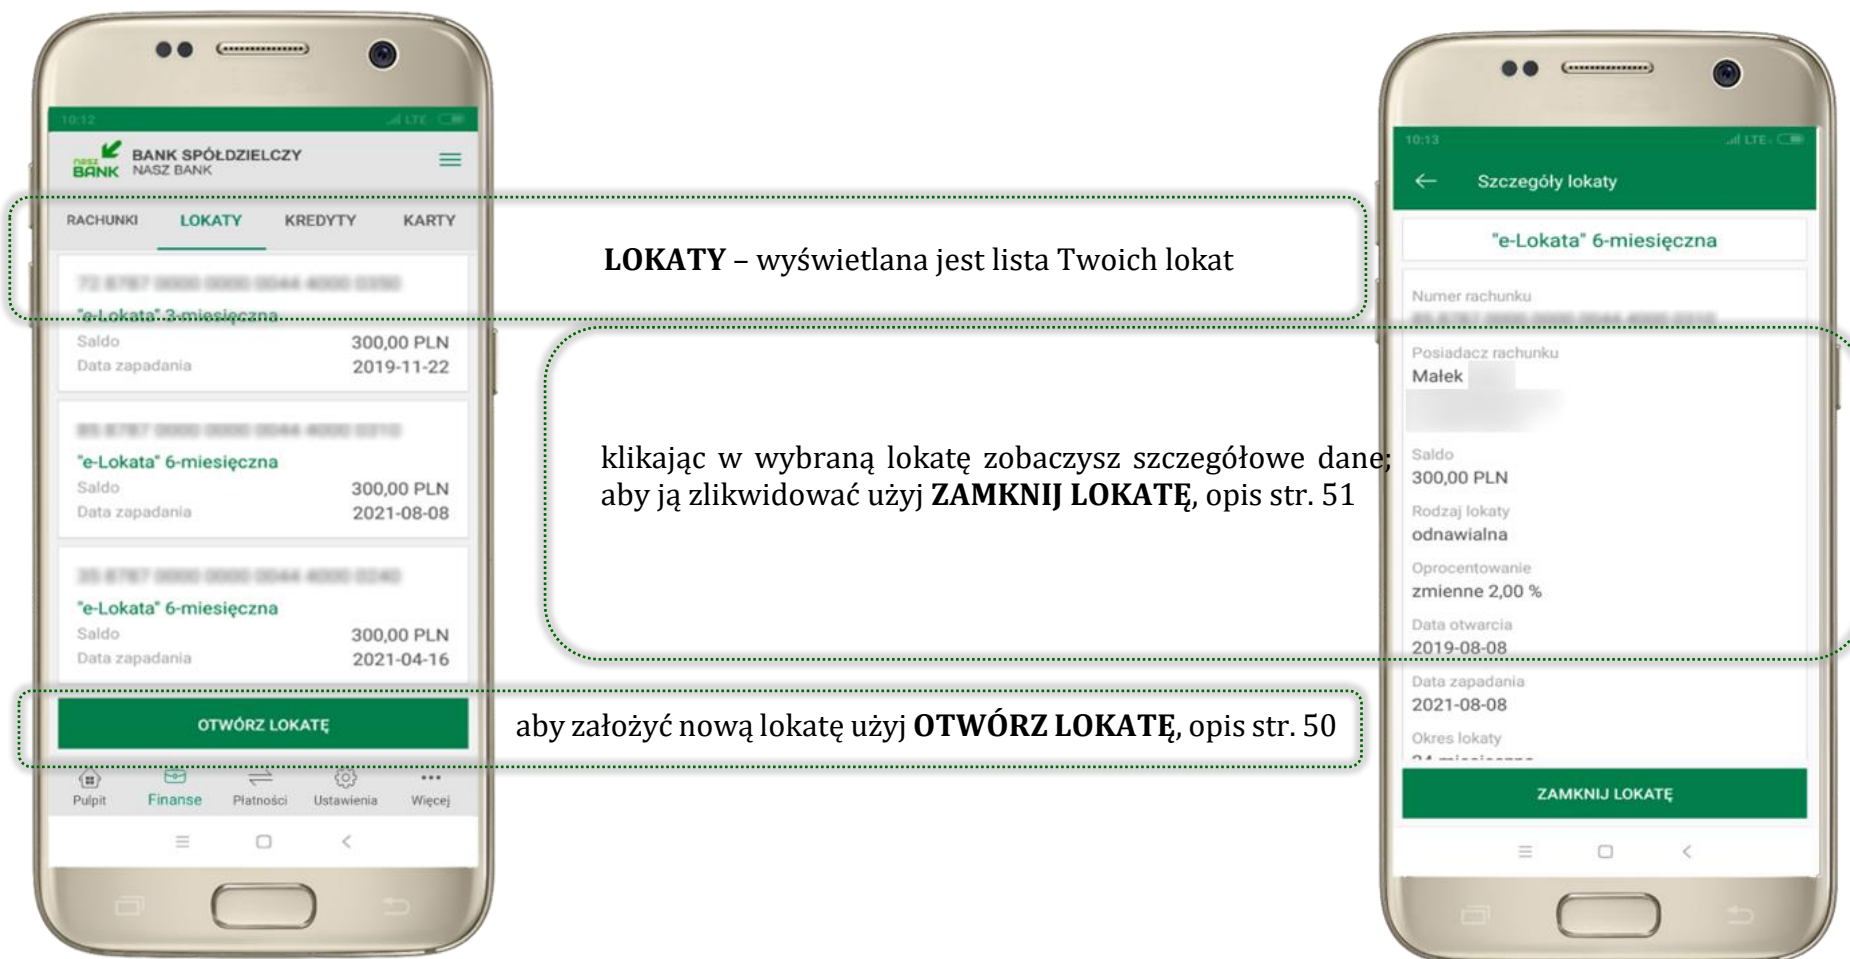 10:12
LTE
nasz
BANK
BANK SPÓŁDZIELCZY
NASZ BANK
RACHUNKI LOKATY KREDYTY KARTY
"e-Lokata" 3-miesięczna
Saldo 300,00 PLN
Data zapadania 2019-11-22
"e-Lokata" 6-miesięczna
Saldo 300,00 PLN
Data zapadania 2021-08-08
"e-Lokata" 6-miesięczna
Saldo 300,00 PLN
Data zapadania 2021-04-16
OTWÓRZ LOKATĘ
Pulpit Finanse Płatności Ustawienia Więcej
LOKATY – wyświetlana jest lista Twoich lokat
klikając w wybraną lokatę zobaczysz szczegółowe dane;
aby ją zlikwidować użyj ZAMKNIJ LOKATĘ, opis str. 51
aby założyć nową lokatę użyj OTWÓRZ LOKATĘ, opis str. 50
10:13
LTE
Szczegóły lokaty
"e-Lokata" 6-miesięczna
Numer rachunku
Posiadacz rachunku
Małek
Saldo
300,00 PLN
Rodzaj lokaty
odnawialna
Oprocentowanie
zmienne 2,00 %
Data otwarcia
2019-08-08
Data zapadania
2021-08-08
Okres lokaty
ZAMKNIJ LOKATĘ